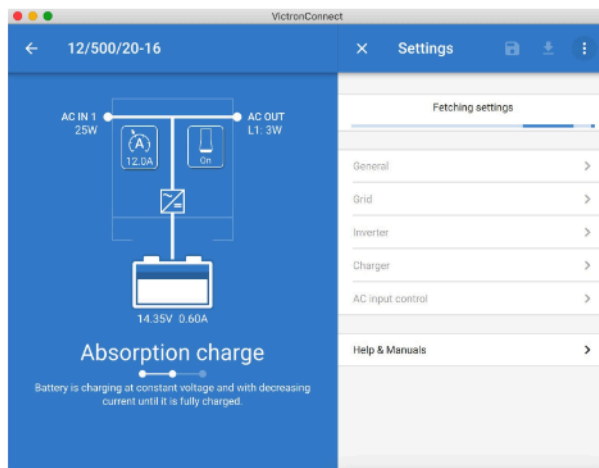 VictronConnect
12/500/20-16
AC IN 1
25W
A
12.0A
On
AC OUT
L1: 3W
14.35V 0.60A
Absorption charge
Battery is charging at constant voltage and with decreasing
current until it is fully charged.
Settings
Fetching settings
General
Grid
Inverter
Charger
AC input control
Help & Manuals